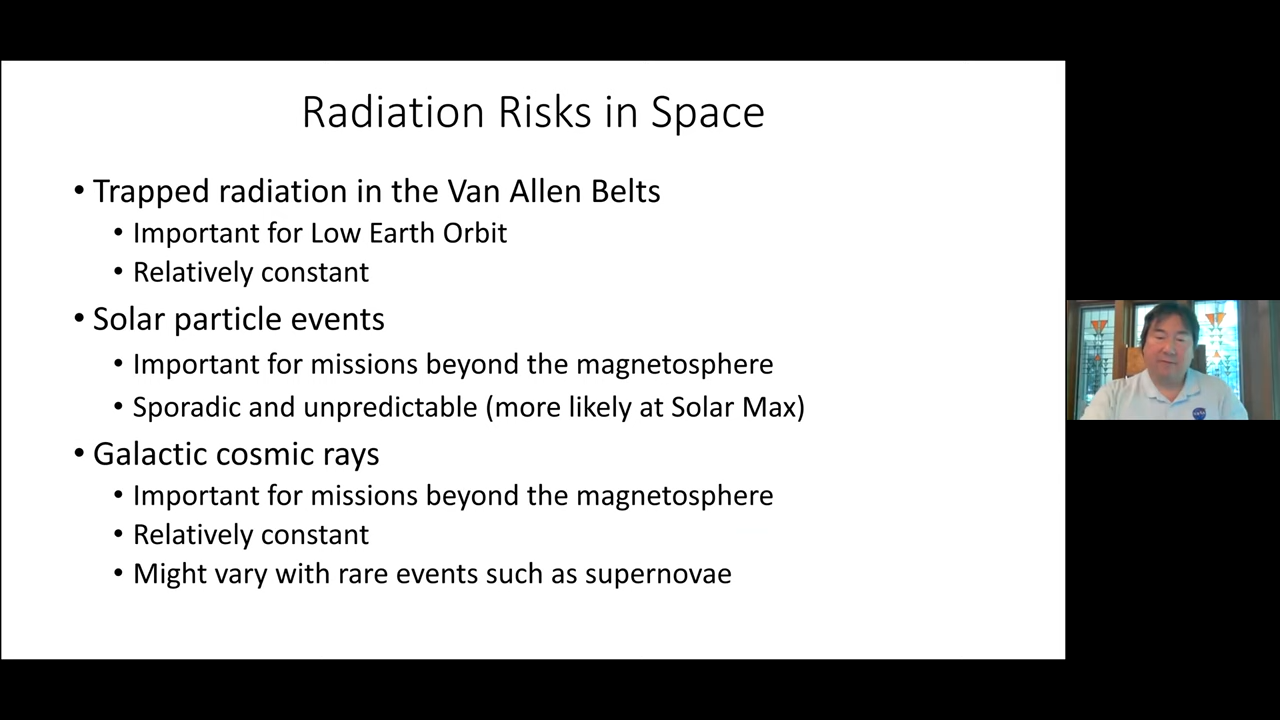 Radiation Risks in Space
• Trapped radiation in the Van Allen Belts
• Important for Low Earth Orbit
• Relatively constant
• Solar particle events
• Important for missions beyond the magnetosphere
• Sporadic and unpredictable (more likely at Solar Max)
• Galactic cosmic rays
• Important for missions beyond the magnetosphere
• Relatively constant
• Might vary with rare events such as supernovae